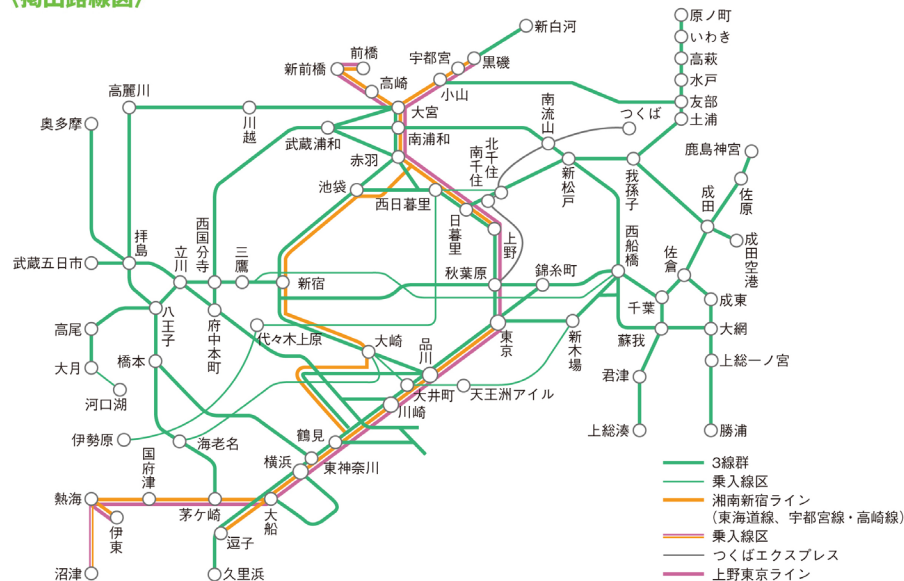 （掲出路線図）
原ノ町
新白河
いわき
前橋
宇都宮
黒磯
高萩
新前橋
高崎
小山
水戸
高麗川
友部
大宮
南流山
つくば
土浦
奥多摩
川越
武蔵浦和
南浦和
北千住
南千住
鹿島神宮
赤羽
新松戸
我孫子
成田
佐原
池袋
西日暮里
日暮里
上野
西船橋
成田空港
拝島
立川
西国分寺
三鷹
佐倉
武蔵五日市
新宿
秋葉原
錦糸町
千葉
成東
八王子
府中本町
代々木上原
東京
新木場
蘇我
大網
高尾
大崎
品川
橋本
上総一ノ宮
大月
君津
大井町
天王洲アイル
河口湖
川崎
伊勢原
海老名
鶴見
上総湊
勝浦
国府津
横浜
東神奈川
熱海
茅ケ崎
大船
伊東
逗子
沼津
久里浜
3線群
乗入線区
湘南新宿ライン
（東海道線、宇都宮線・高崎線）
乗入線区
つくばエクスプレス
上野東京ライン